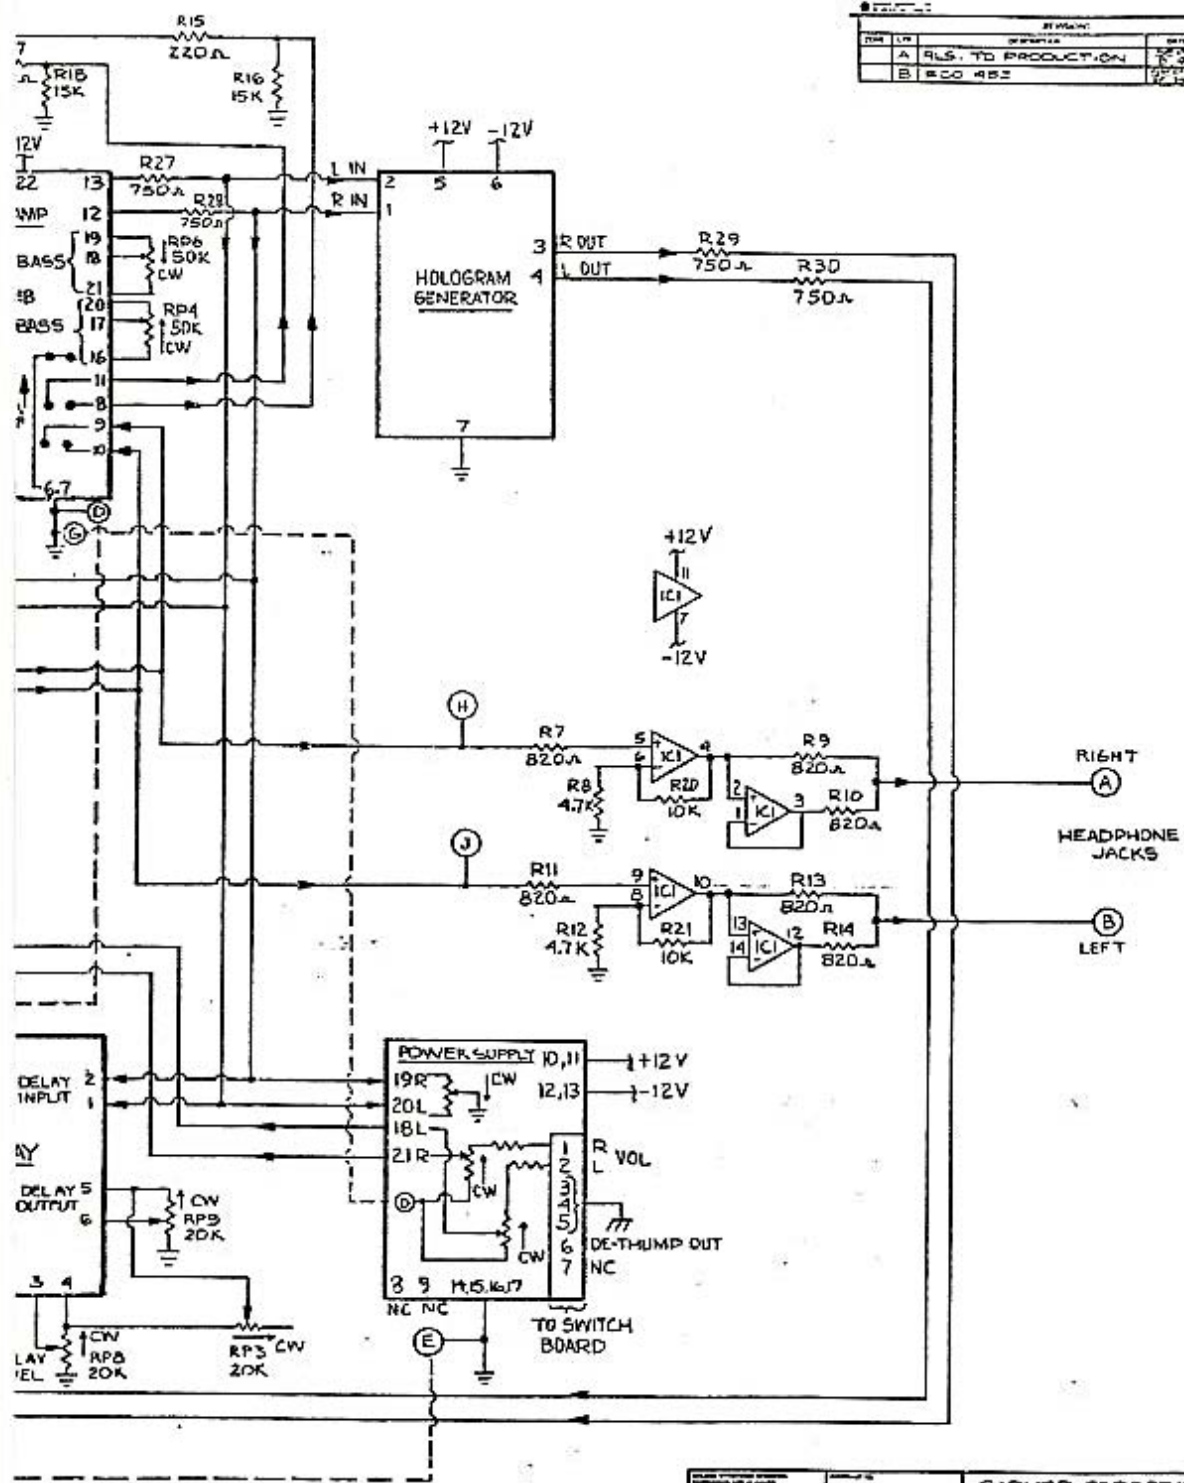 R15
220Ω
7
Ω
R18
15K
R16
15K
A RLS. TO PRODUCTION
B
12V
22
13
R27
750Ω
12
R28
750Ω
L IN
R IN
+12V
-12V
5
6
2
1
HOLOGRAM
GENERATOR
3
R OUT
4
L OUT
R29
750Ω
R30
750Ω
7
AMP
BASS
19
18
21
RP6
50K
CW
BASS
20
17
16
RP4
50K
CW
11
8
9
10
6,7
D
G
+12V
11
IC1
7
-12V
H
R7
820Ω
5
6
+
-
IC1
4
R8
4.7K
R20
10K
2
1
+
-
IC1
3
R9
820Ω
R10
820Ω
RIGHT
A
HEADPHONE
JACKS
J
R11
820Ω
9
8
+
-
IC1
10
R12
4.7K
R21
10K
13
14
+
-
IC1
12
R13
820Ω
R14
820Ω
B
LEFT
DELAY
INPUT
2
1
AY
DELAY
OUTPUT
5
6
CW
RP9
20K
3 4
CW
RP8
20K
RP3
20K
CW
POWER SUPPLY
10,11
+12V
12,13
-12V
19R
20L
18L
21R
CW
D
CW
CW
1 R
2 L
VOL
3
4
5
6 DE-THUMP OUT
7 NC
8 9
NC NC
14,15,16,17
TO SWITCH
BOARD
E